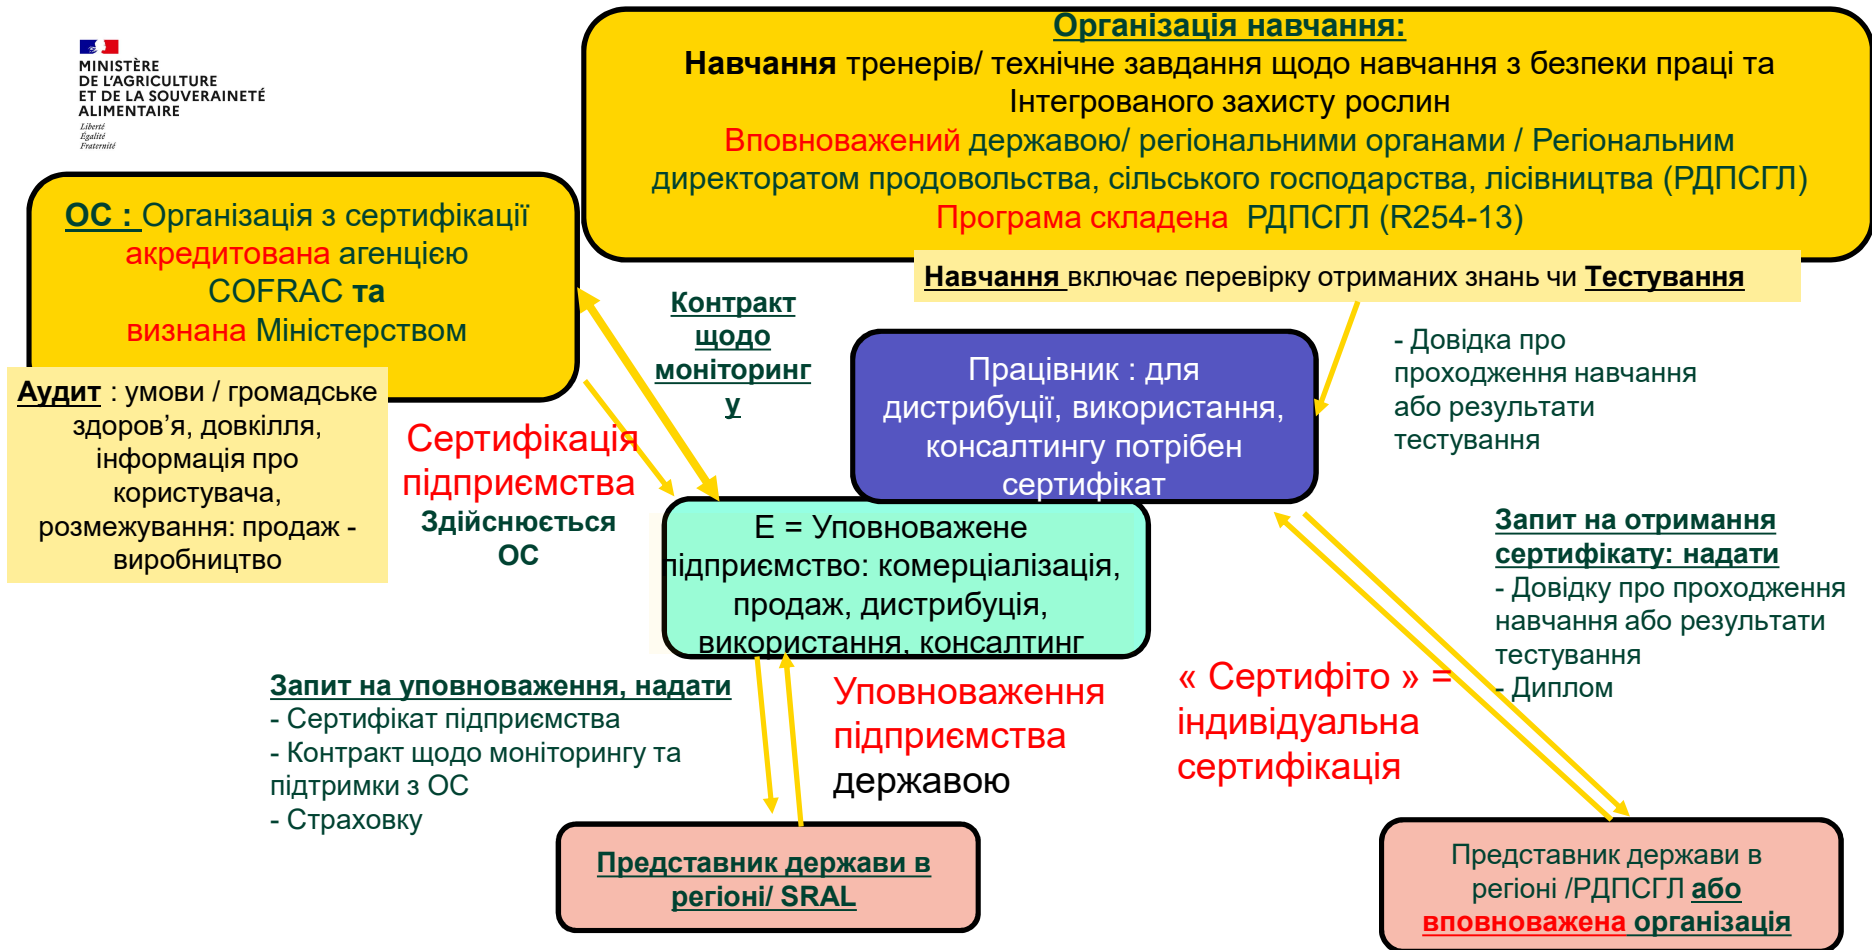 MINISTÈRE
DE L'AGRICULTURE
ET DE LA SOUVERAINETÉ
ALIMENTAIRE
Liberté
Égalité
Fraternité
Організація навчання:
Навчання тренерів/ технічне завдання щодо навчання з безпеки праці та
Інтегрованого захисту рослин
Вповноважений державою/ регіональними органами / Регіональним
директоратом продовольства, сільського господарства, лісівництва (РДПСГЛ)
Програма складена РДПСГЛ (R254-13)
Навчання включає перевірку отриманих знань чи Тестування
ОС : Організація з сертифікації
акредитована агенцією
COFRAC та
визнана Міністерством
Аудит : умови / громадське
здоров’я, довкілля,
інформація про
користувача,
розмежування: продаж -
виробництво
Контракт
щодо
моніторинг
у
Сертифікація
підприємства
Здійснюється
ОС
Працівник : для
дистрибуції, використання,
консалтингу потрібен
сертифікат
- Довідка про
проходження навчання
або результати
тестування
Е = Уповноважене
підприємство: комерціалізація,
продаж, дистрибуція,
використання, консалтинг
Запит на отримання
сертифікату: надати
- Довідку про проходження
навчання або результати
тестування
- Диплом
Запит на уповноваження, надати
- Сертифікат підприємства
- Контракт щодо моніторингу та
підтримки з ОС
- Страховку
Уповноваження
підприємства
державою
« Сертифіто » =
індивідуальна
сертифікація
Представник держави в
регіоні/ SRAL
Представник держави в
регіоні /РДПСГЛ або
вповноважена організація